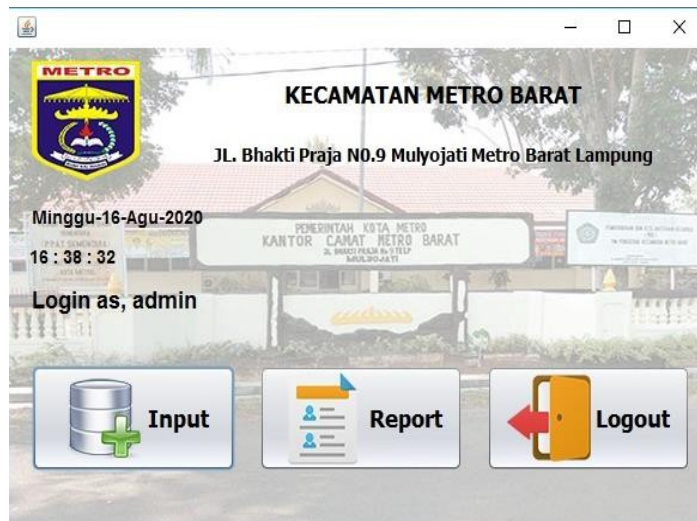 METRO
KECAMATAN METRO BARAT
JL. Bhakti Praja N0.9 Mulyojati Metro Barat Lampung
Minggu-16-Agu-2020
16 : 38 : 32
Login as, admin
PEMERINTAH KOTA METRO
KANTOR CAMAT METRO BARAT
MULYOJATI
Input
Report
Logout